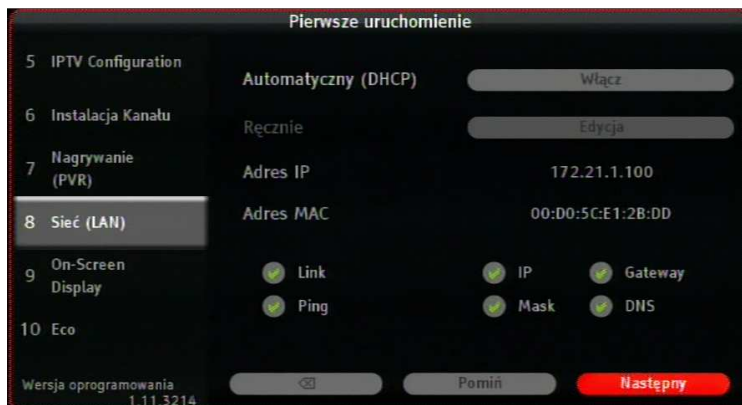 Pierwsze uruchomienie
5 IPTV Configuration
6 Instalacja Kanału
7 Nagrywanie
(PVR)
8 Sieć (LAN)
9 On-Screen
Display
10 Eco
Wersja oprogramowania
1.11.3214
Automatyczny (DHCP) Włącz
Ręcznie Edycja
Adres IP 172.21.1.100
Adres MAC 00:D0:5C:E1:2B:DD
Link IP Gateway
Ping Mask DNS
Pomiń Następny